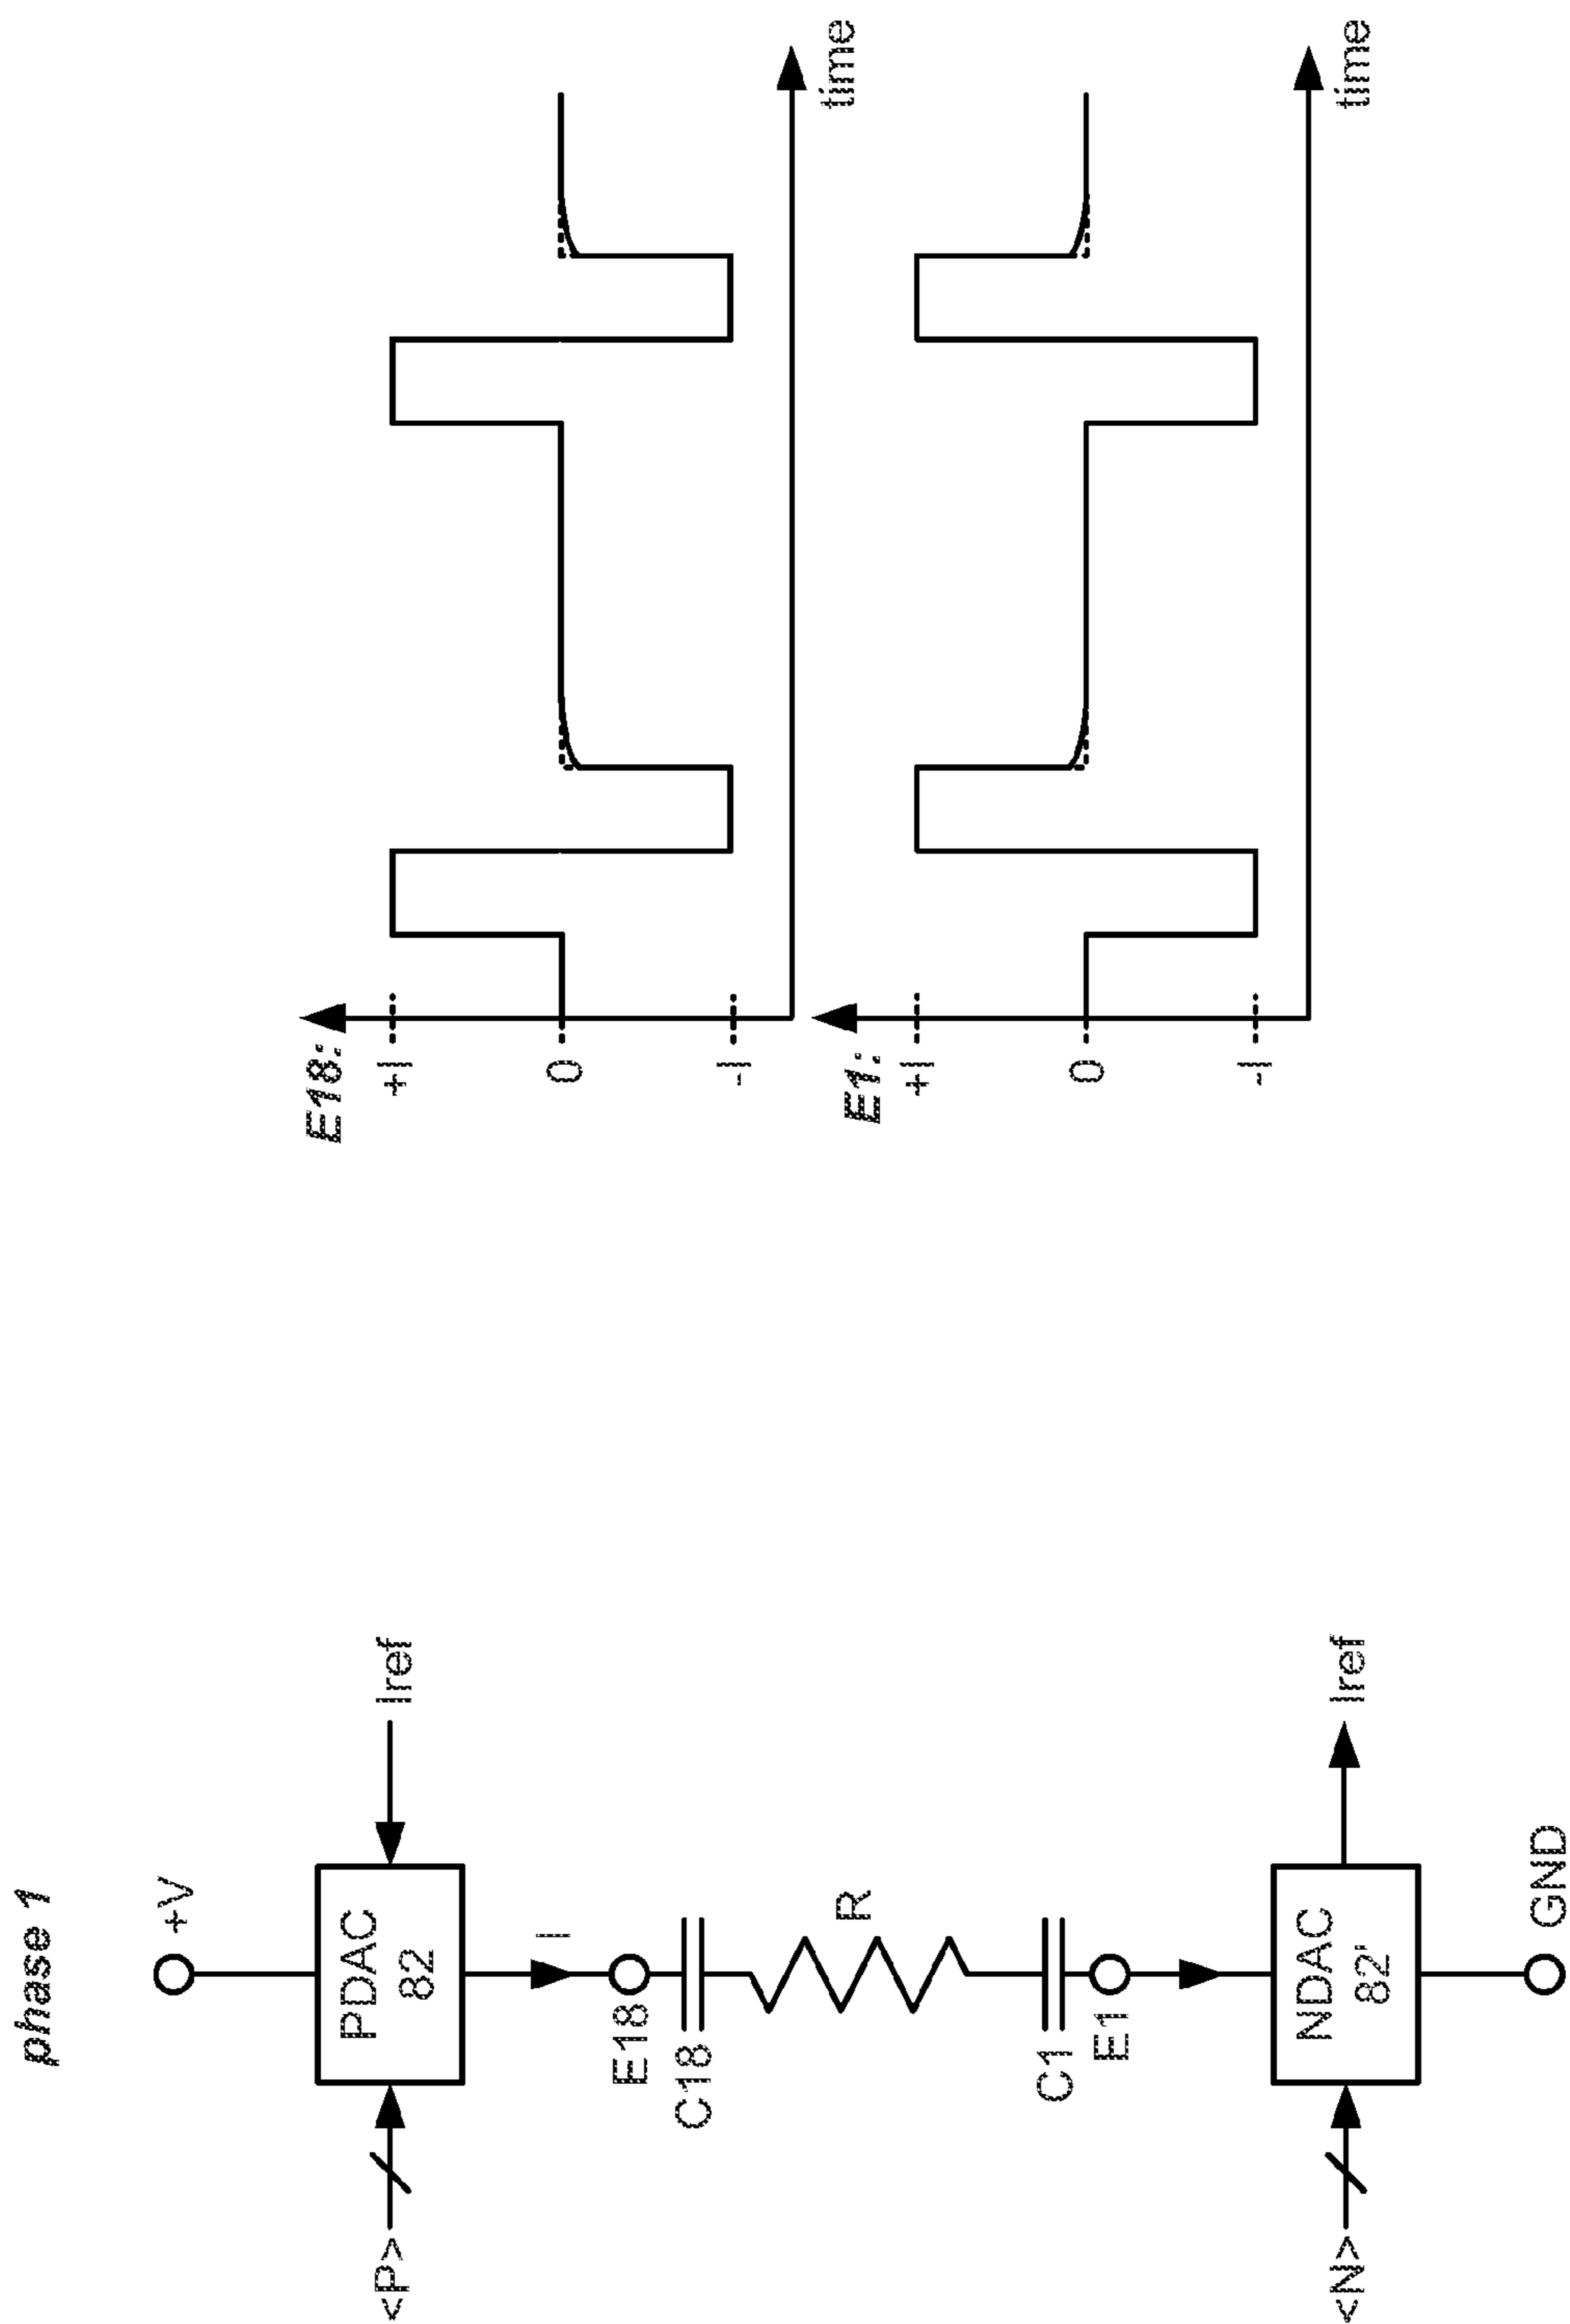 phase 1
+V
<P>
PDAC
82
Iref
I
E18
C18
R
C1
E1
<N>
NDAC
82'
Iref
GND
E18:
+I
0
-I
time
E1:
+I
0
-I
time